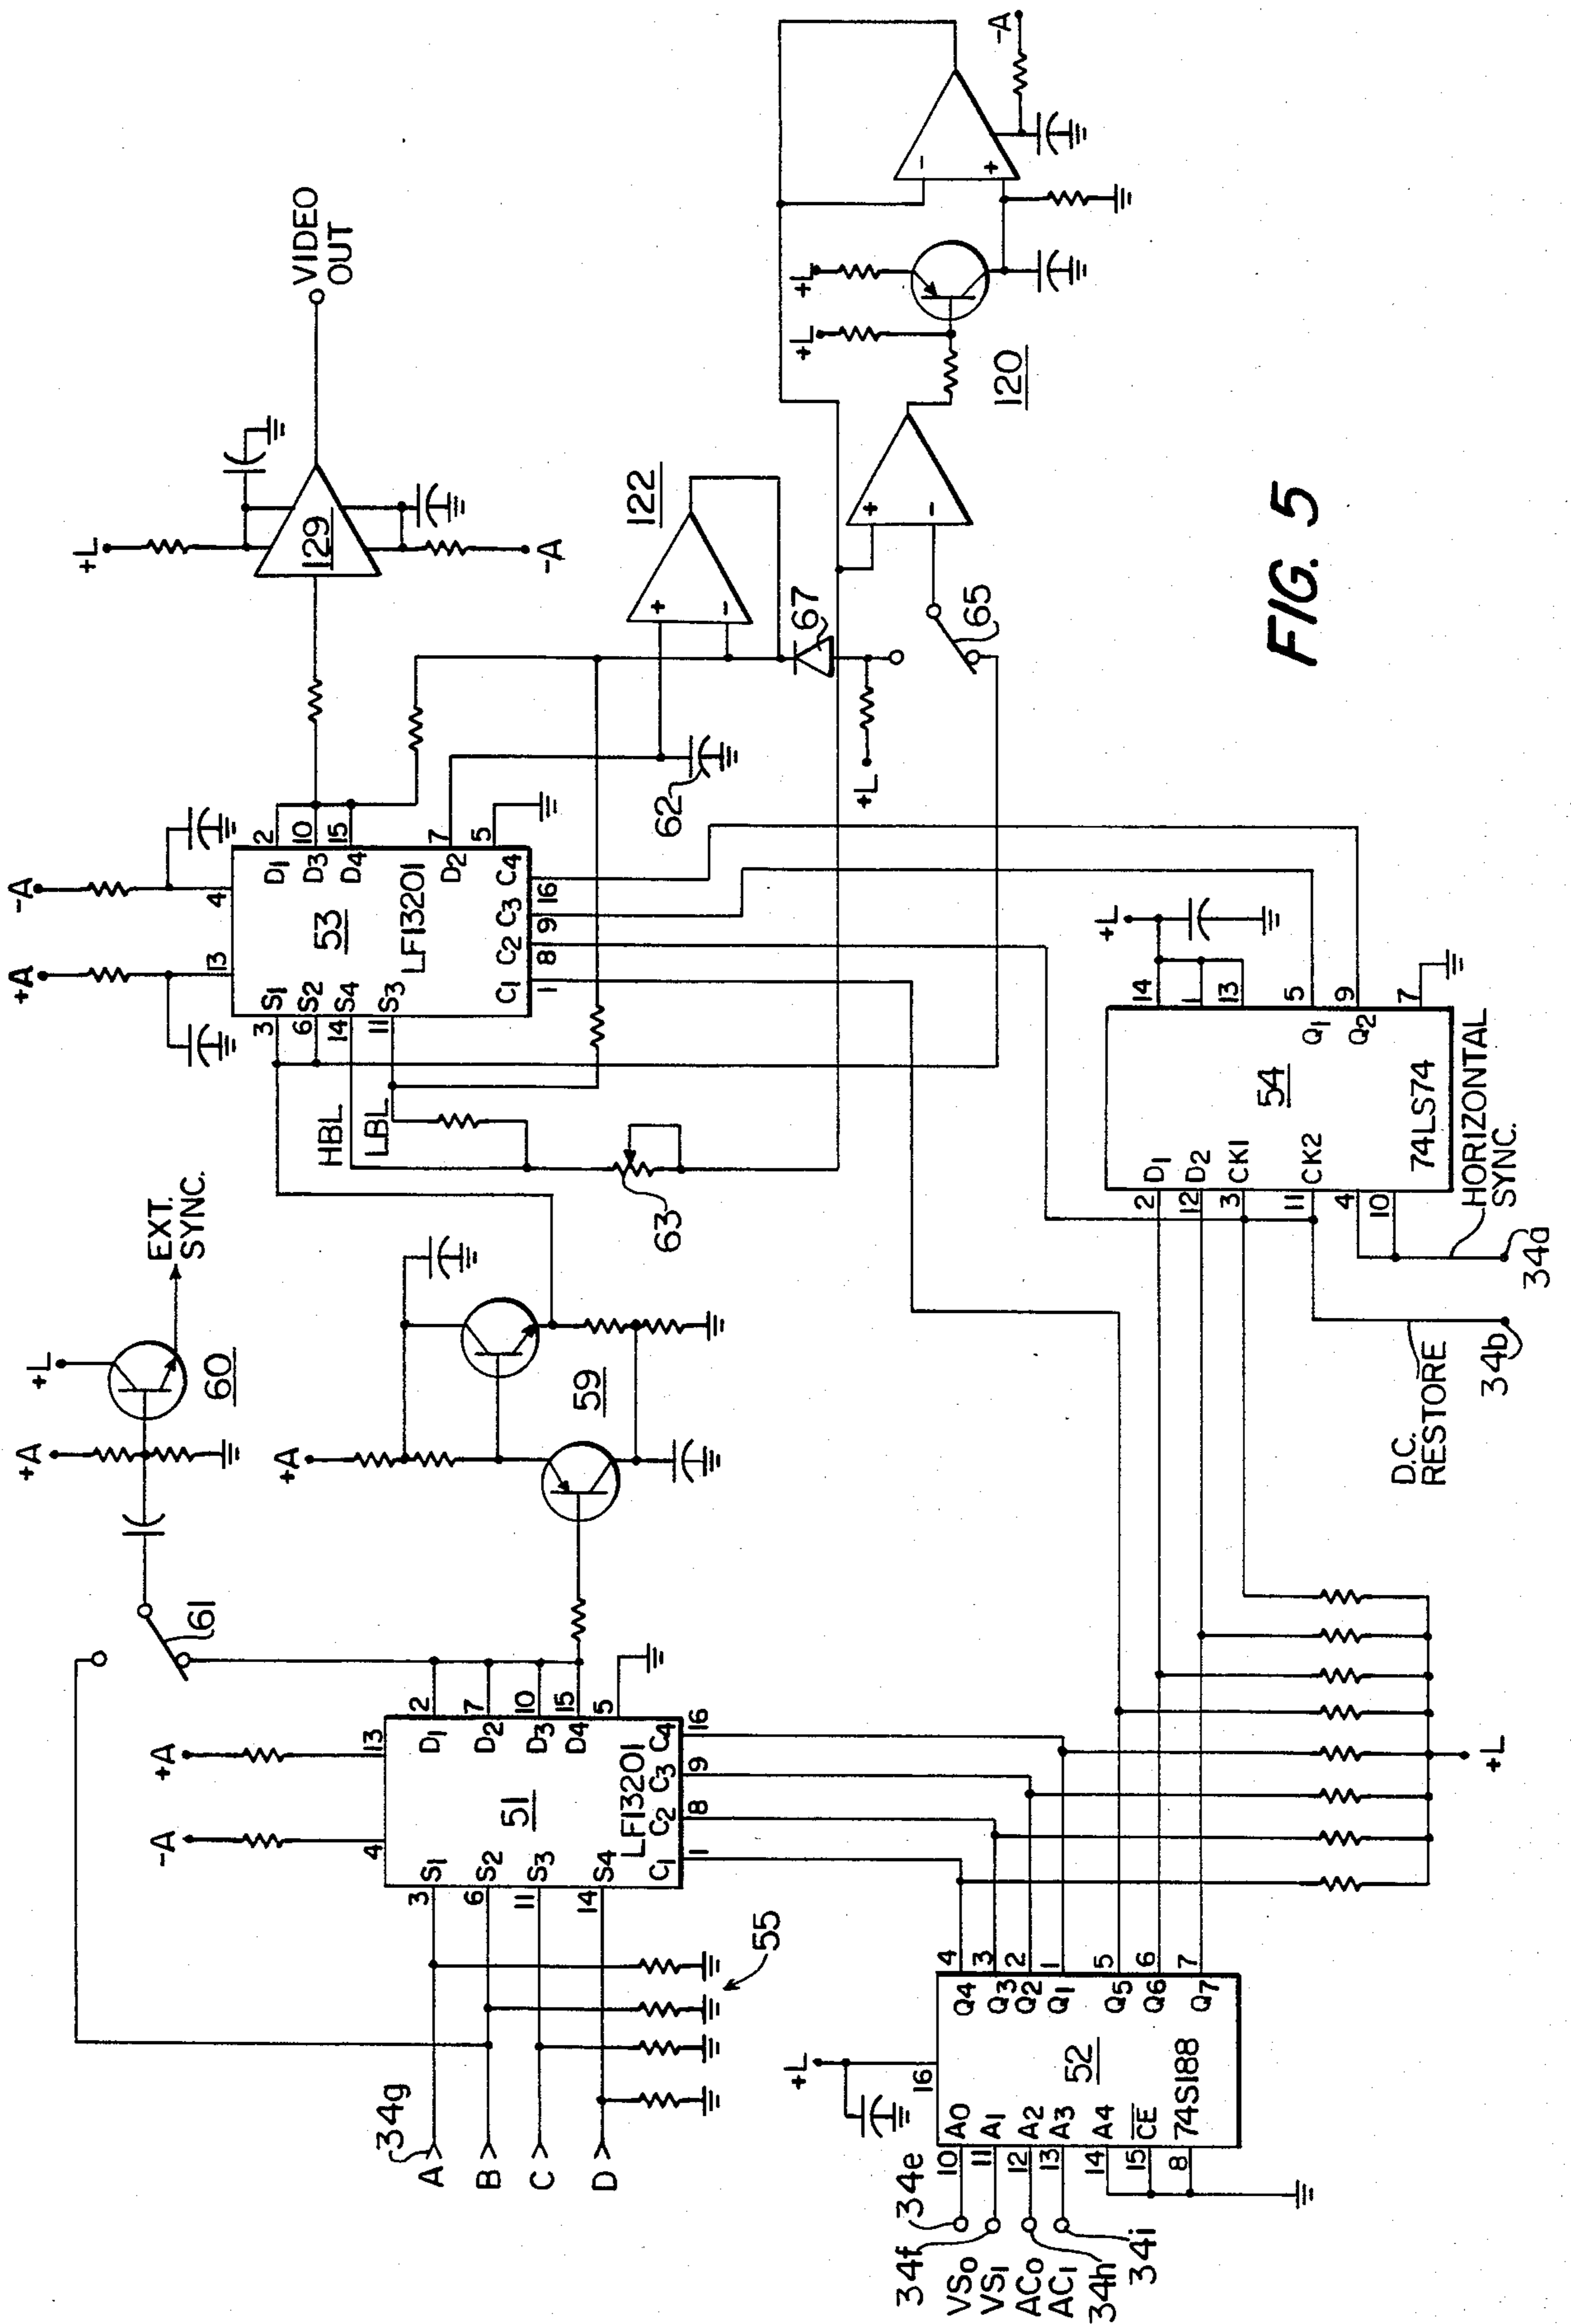 A
34g
B
C
D
55
3 S1
6 S2
11 S3
14 S4
-A
+A
4
13
51
LF13201
D1 2
D2 7
D3 10
D4 15
5
C1 C2 C3 C4
1 8 9 16
61
+A
+L
60
EXT.
SYNC.
+A
59
HBL
LBL
63
+A
-A
13
4
3 S1
6 S2
14 S4
11 S3
53
LF13201
D1 2
D3 10
D4 15
D2 7
5
C1 C2 C3 C4
1 8 9 16
62
+L
129
-A
VIDEO
OUT
122
+
-
67
+L
65
+
-
120
+L
+L
-
+
-A
34e
34f
VS0
VS1
AC0
AC1
34h
34i
+L
16
10 A0
11 A1
12 A2
13 A3
14 A4
15 CE
8
52
74S188
Q4 4
Q3 3
Q2 2
Q1 1
Q5 5
Q6 6
Q7 7
+L
D.C.
RESTORE
34b
34a
HORIZONTAL
SYNC.
2 D1
12 D2
3 CK1
11 CK2
4
10
54
74LS74
+L
14
1
13
Q1 5
Q2 9
7
FIG. 5